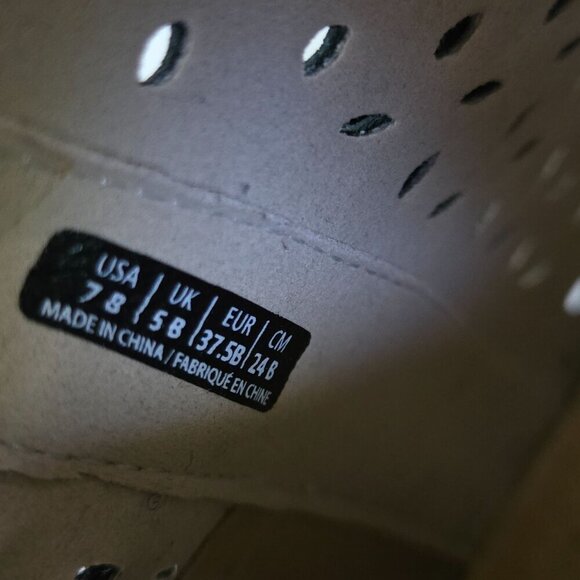 USA | UK | EUR | CM
7 B | 5 B | 37.5B | 24 B
MADE IN CHINA / FABRIQUÉ EN CHINE